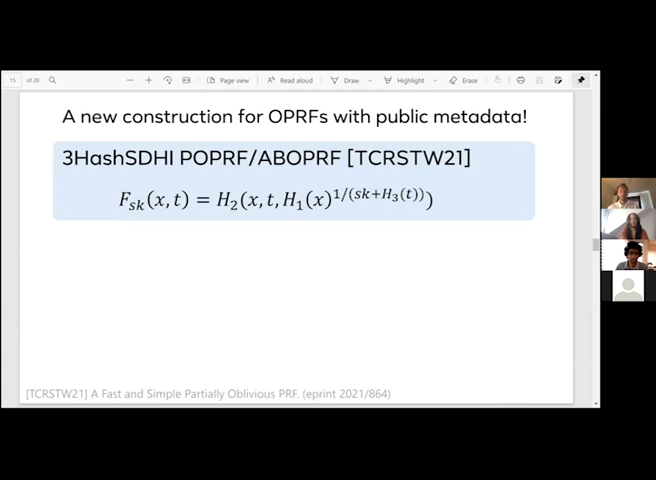 15 of 28 Page view Read aloud Draw Highlight Erase
A new construction for OPRFs with public metadata!
3HashSDHI POPRF/ABOPRF [TCRSTW21]
F_{sk}(x, t) = H_2(x, t, H_1(x)^{1/(sk+H_3(t))})
[TCRSTW21] A Fast and Simple Partially Oblivious PRF. (eprint 2021/864)